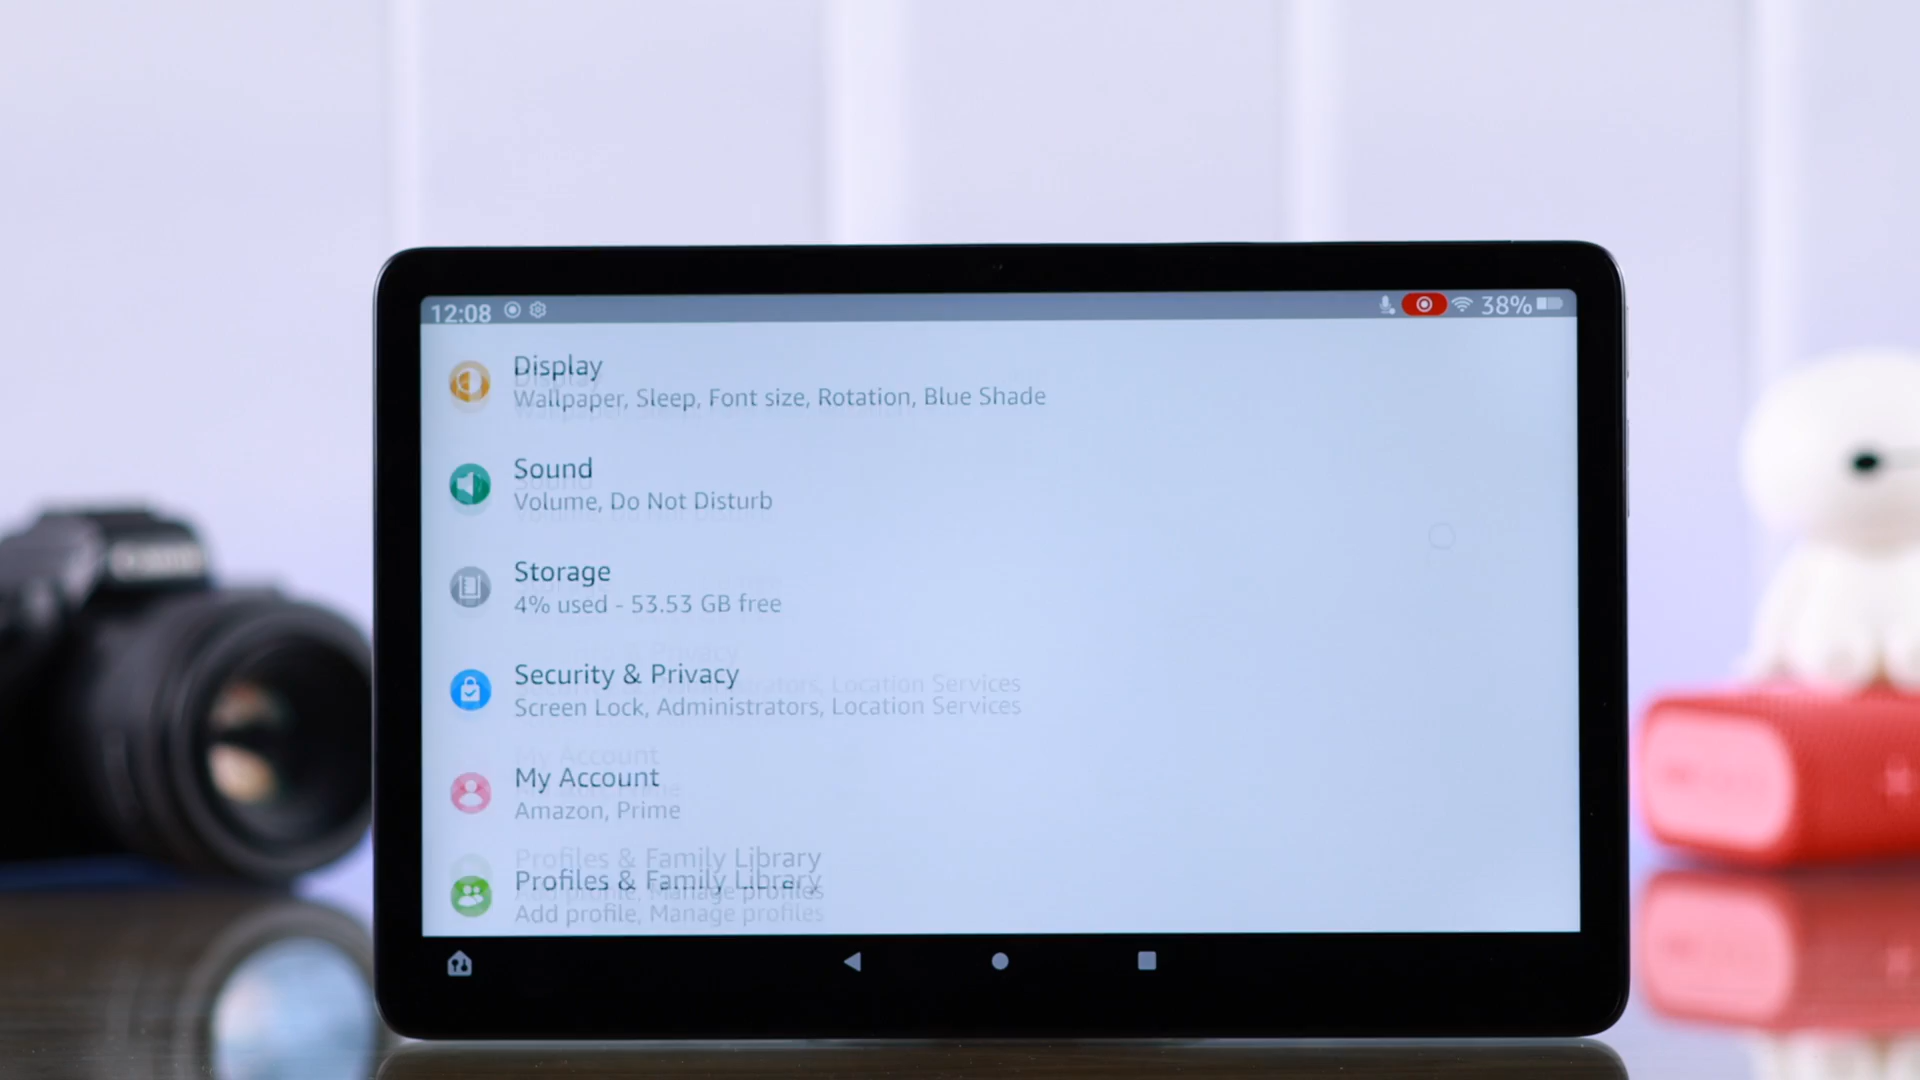 12:08 38%
Display
Wallpaper, Sleep, Font size, Rotation, Blue Shade
Sound
Volume, Do Not Disturb
Storage
4% used - 53.53 GB free
Security & Privacy
Screen Lock, Administrators, Location Services
My Account
Amazon, Prime
Profiles & Family Library
Add profile, Manage profiles